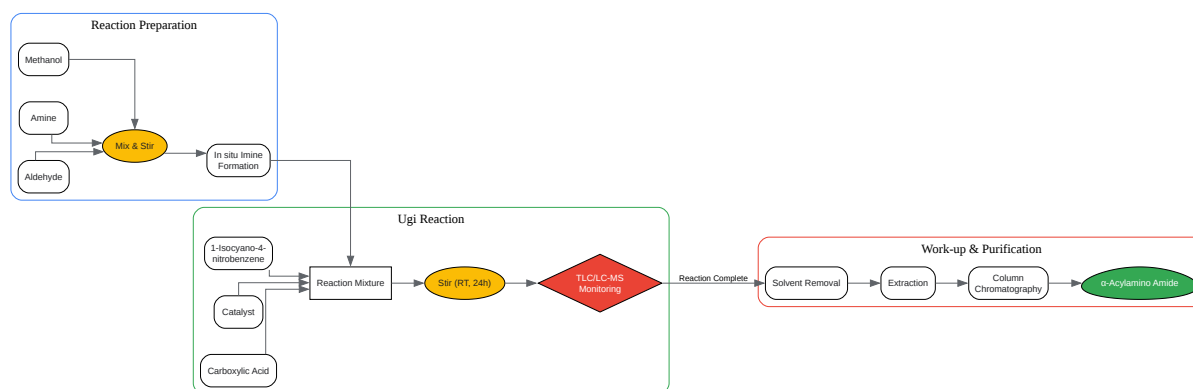 Reaction Preparation
Methanol
Amine
Mix & Stir
Aldehyde
In situ Imine
Formation
Ugi Reaction
1-Isocyano-4-
nitrobenzene
Reaction Mixture
Catalyst
Carboxylic Acid
Stir (RT, 24h)
TLC/LC-MS
Monitoring
Reaction Complete
Work-up & Purification
Solvent Removal
Extraction
Column
Chromatography
α-Acylamino Amide